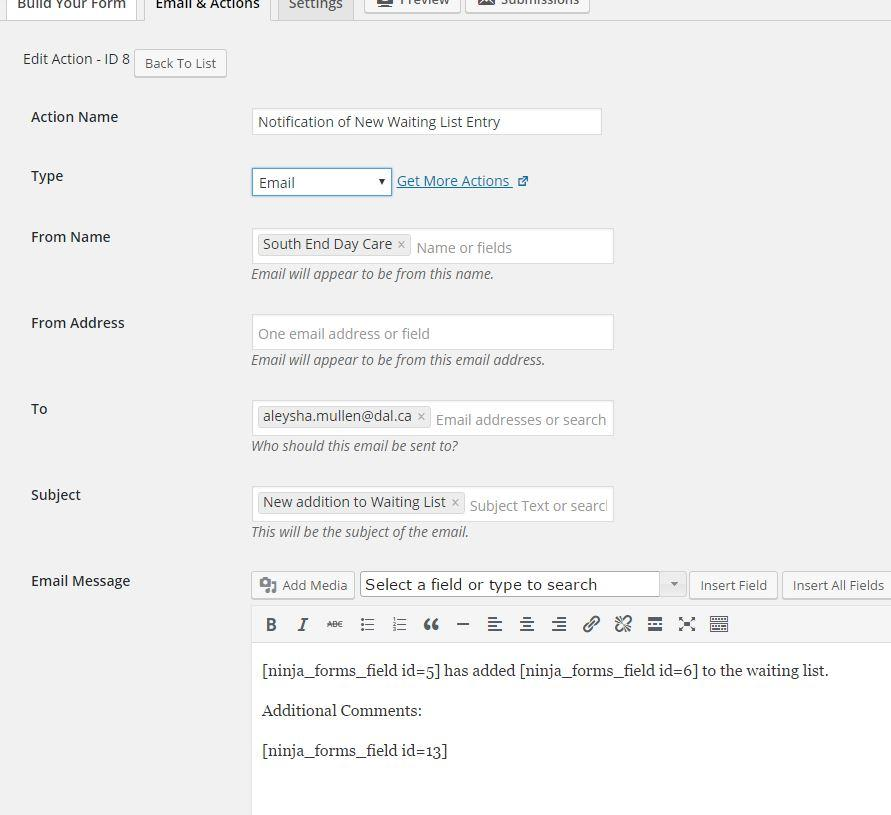 Build Your Form Email & Actions Settings Preview Submissions
Edit Action - ID 8 Back To List
Action Name Notification of New Waiting List Entry
Type Email Get More Actions
From Name South End Day Care × Name or fields
Email will appear to be from this name.
From Address One email address or field
Email will appear to be from this email address.
To aleysha.mullen@dal.ca × Email addresses or search
Who should this email be sent to?
Subject New addition to Waiting List × Subject Text or searc
This will be the subject of the email.
Email Message Add Media Select a field or type to search Insert Field Insert All Fields
B I ABC
[ninja_forms_field id=5] has added [ninja_forms_field id=6] to the waiting list.
Additional Comments:
[ninja_forms_field id=13]